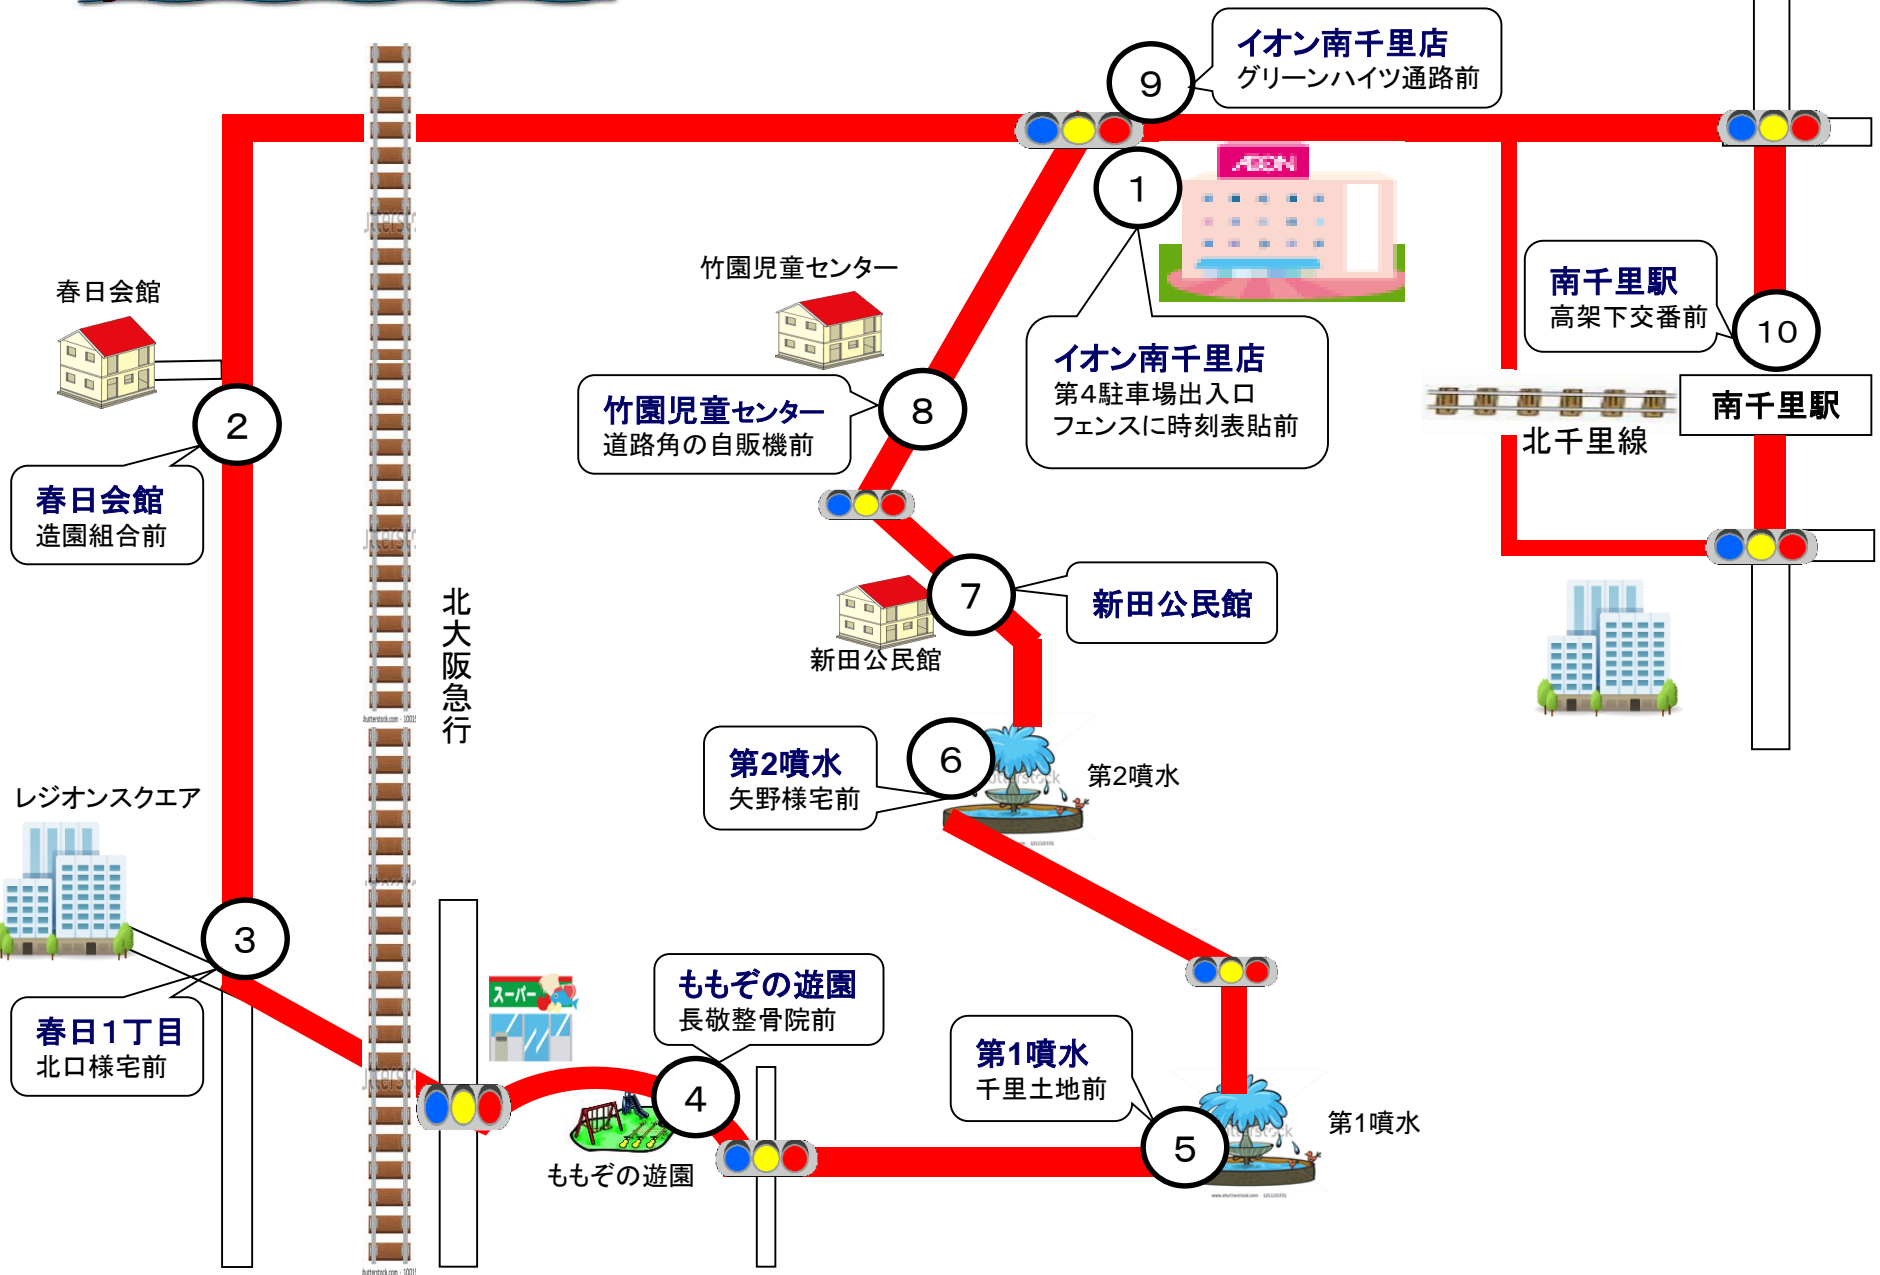 ⑨
イオン南千里店
グリーンハイツ通路前
AEON
①
イオン南千里店
第4駐車場出入口
フェンスに時刻表貼前
南千里駅
高架下交番前
⑩
南千里駅
北千里線
竹園児童センター
⑧
竹園児童センター
道路角の自販機前
春日会館
②
春日会館
造園組合前
⑦
新田公民館
新田公民館
北大阪急行
⑥
第2噴水
矢野様宅前
第2噴水
レジオンスクエア
③
春日1丁目
北口様宅前
スーパー
ももぞの遊園
長敬整骨院前
④
ももぞの遊園
第1噴水
千里土地前
⑤
第1噴水